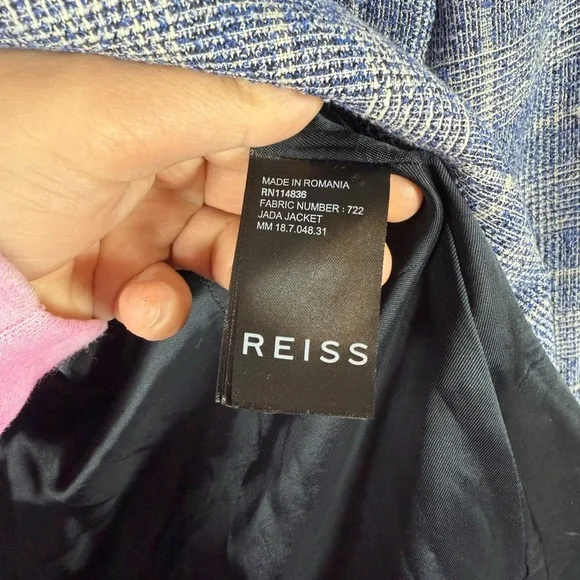 MADE IN ROMANIA
RN114836
FABRIC NUMBER : 722
JADA JACKET
MM 18.7.048.31
REISS